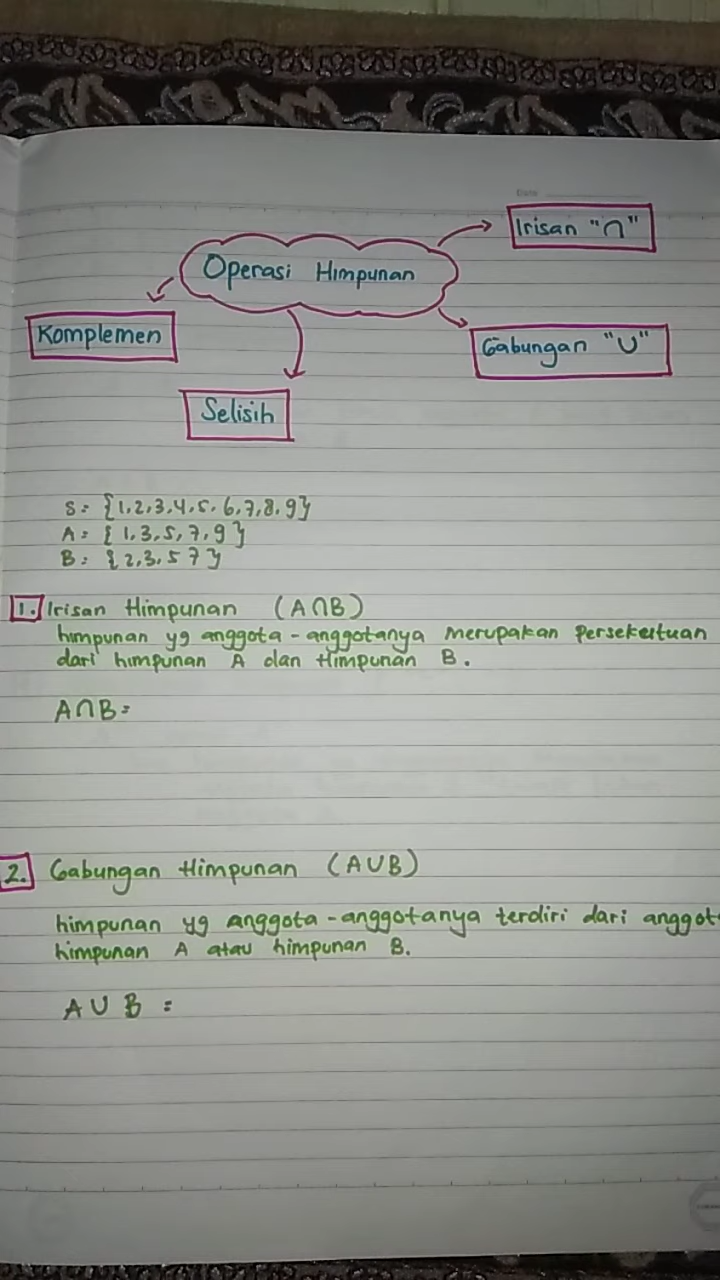 Date
Irisan "∩"
Operasi Himpunan
Komplemen
Gabungan "∪"
Selisih
S = {1,2,3,4,5,6,7,8,9}
A = {1,3,5,7,9}
B = {2,3,5 7}
1. Irisan Himpunan (A∩B)
himpunan yg anggota-anggotanya merupakan Persekutuan
dari himpunan A dan Himpunan B.
A∩B =
2. Gabungan Himpunan (A∪B)
himpunan yg anggota-anggotanya terdiri dari anggot
himpunan A atau himpunan B.
A ∪ B =